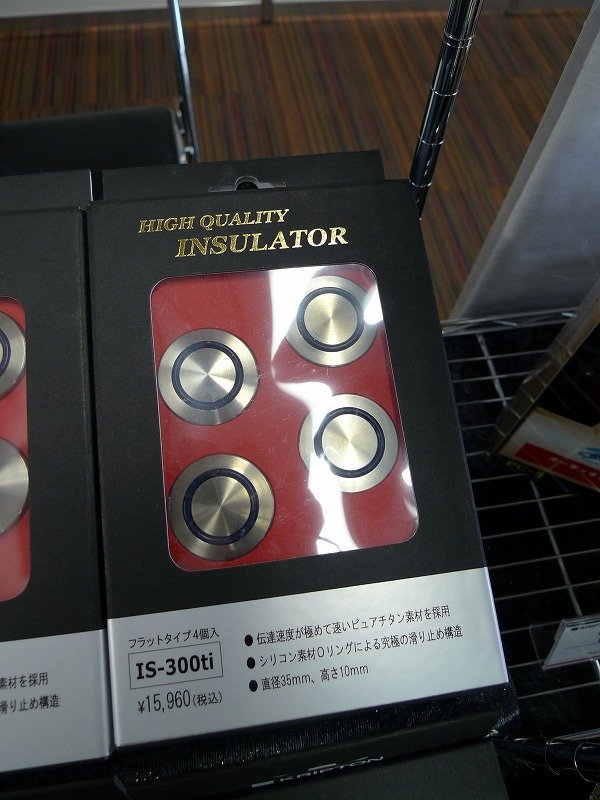 HIGH QUALITY
INSULATOR
フラットタイプ4個入
IS-300ti
¥15,960(税込)
●伝達速度が極めて速いピュアチタン素材を採用
●シリコン素材Oリングによる究極の滑り止め構造
●直径35mm、高さ10mm
素材を採用
滑り止め構造
KRIPTON